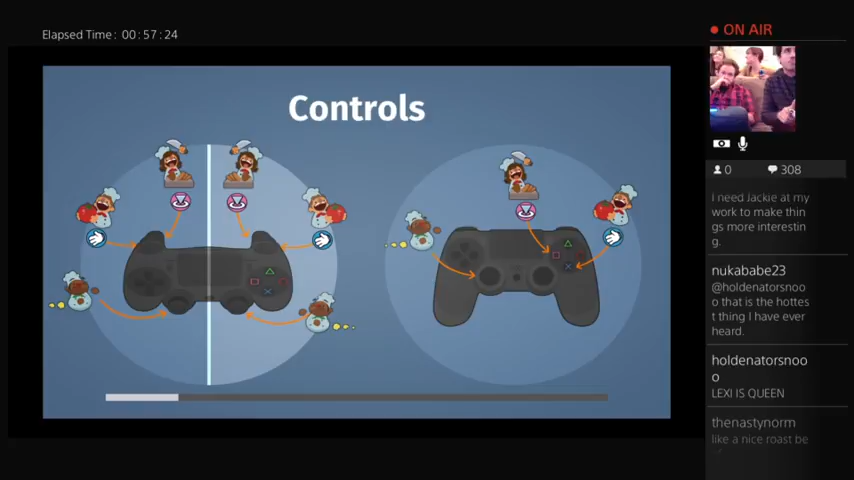 Elapsed Time: 00:57:24
ON AIR
Controls
0
308
I need Jackie at my
work to make thin
gs more interestin
g.
nukababe23
@holdenatorsnoo
o that is the hottes
t thing I have ever
heard.
holdenatorsnoo
o
LEXI IS QUEEN
thenastynorm
like a nice roast be